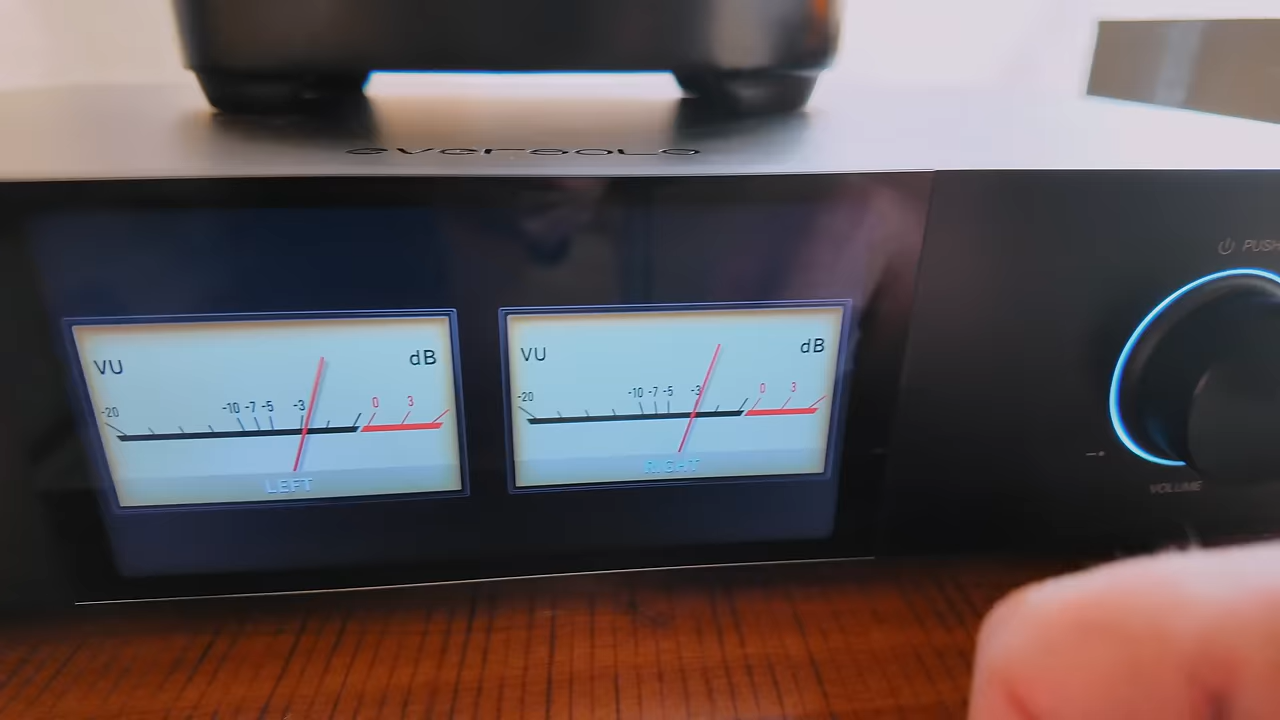 eversolo
VU
dB
-20
-10 -7 -5
-3
0
3
LEFT
VU
dB
-20
-10 -7 -5
-3
0
3
RIGHT
PUSH
VOLUME